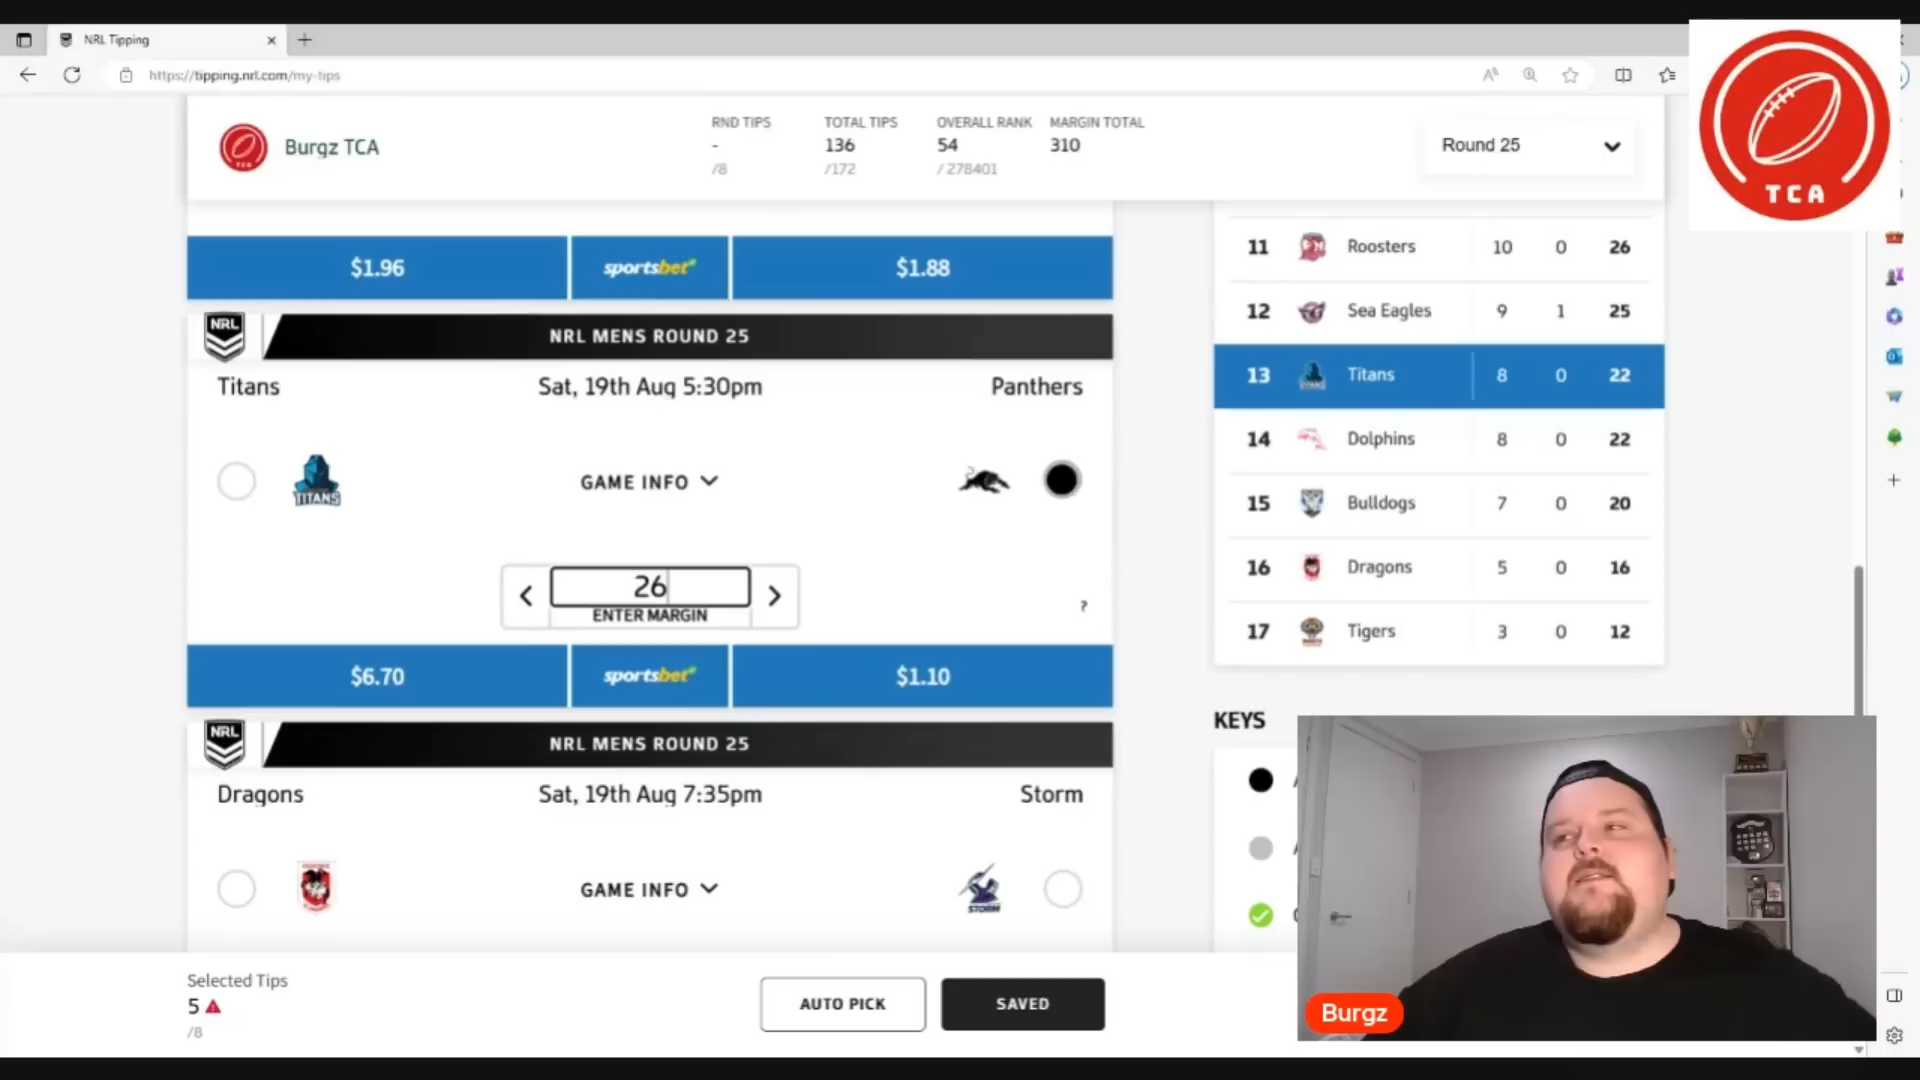 NRL Tipping
https://tipping.nrl.com/my-tips
TCA
Burgz TCA
RND TIPS
-
/8
TOTAL TIPS
136
/172
OVERALL RANK
54
/278401
MARGIN TOTAL
310
Round 25
$1.96 sportsbet $1.88
NRL NRL MENS ROUND 25
Titans Sat, 19th Aug 5:30pm Panthers
TITANS GAME INFO
26
ENTER MARGIN
?
$6.70 sportsbet $1.10
NRL NRL MENS ROUND 25
Dragons Sat, 19th Aug 7:35pm Storm
GAME INFO STORM
11 Roosters 10 0 26
12 Sea Eagles 9 1 25
13 Titans 8 0 22
14 Dolphins 8 0 22
15 Bulldogs 7 0 20
16 Dragons 5 0 16
17 Tigers 3 0 12
KEYS
Selected Tips
5
/8
AUTO PICK
SAVED
Burgz